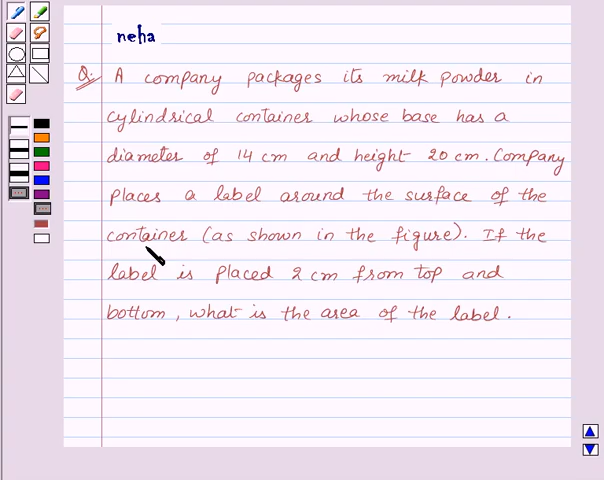 neha
Q. A company packages its milk powder in
cylindrical container whose base has a
diameter of 14 cm and height 20 cm. Company
places a label around the surface of the
container (as shown in the figure). If the
label is placed 2 cm from top and
bottom, what is the area of the label.